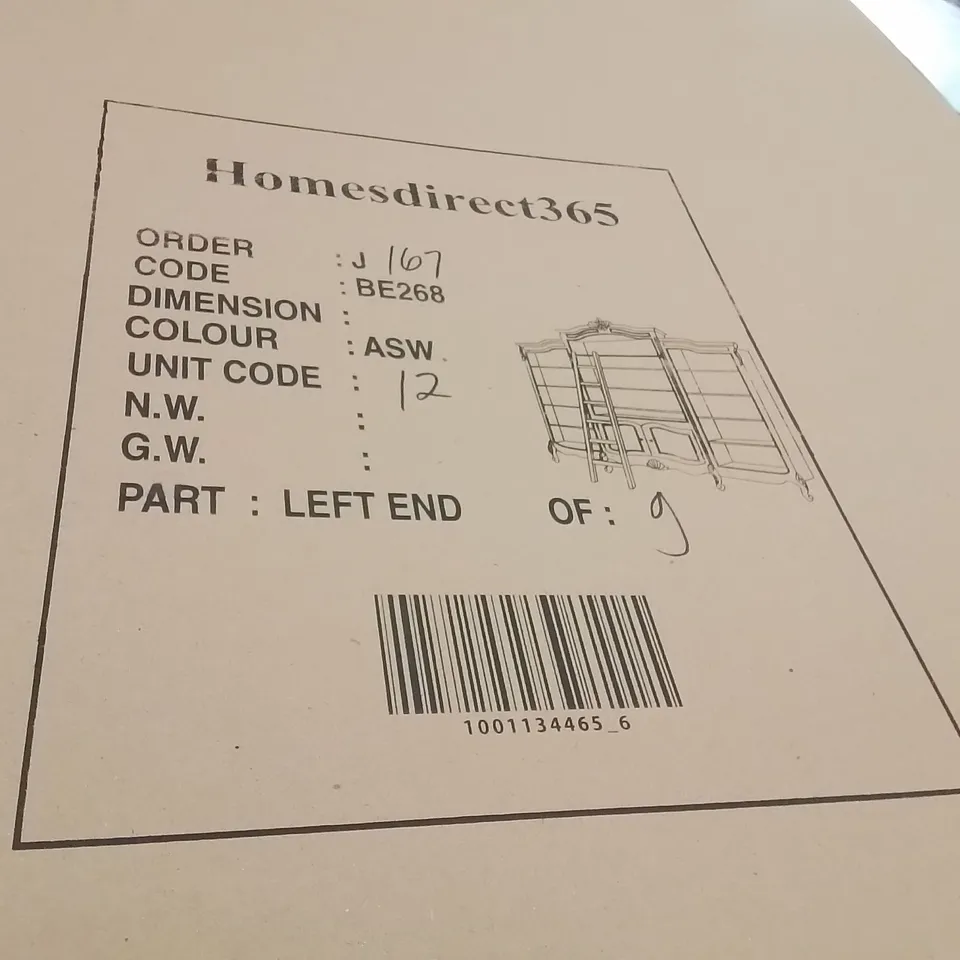 Homesdirect365
ORDER : J 167
CODE : BE268
DIMENSION :
COLOUR : ASW
UNIT CODE : 12
N.W. :
G.W. :
PART : LEFT END OF : 9
1001134465_6